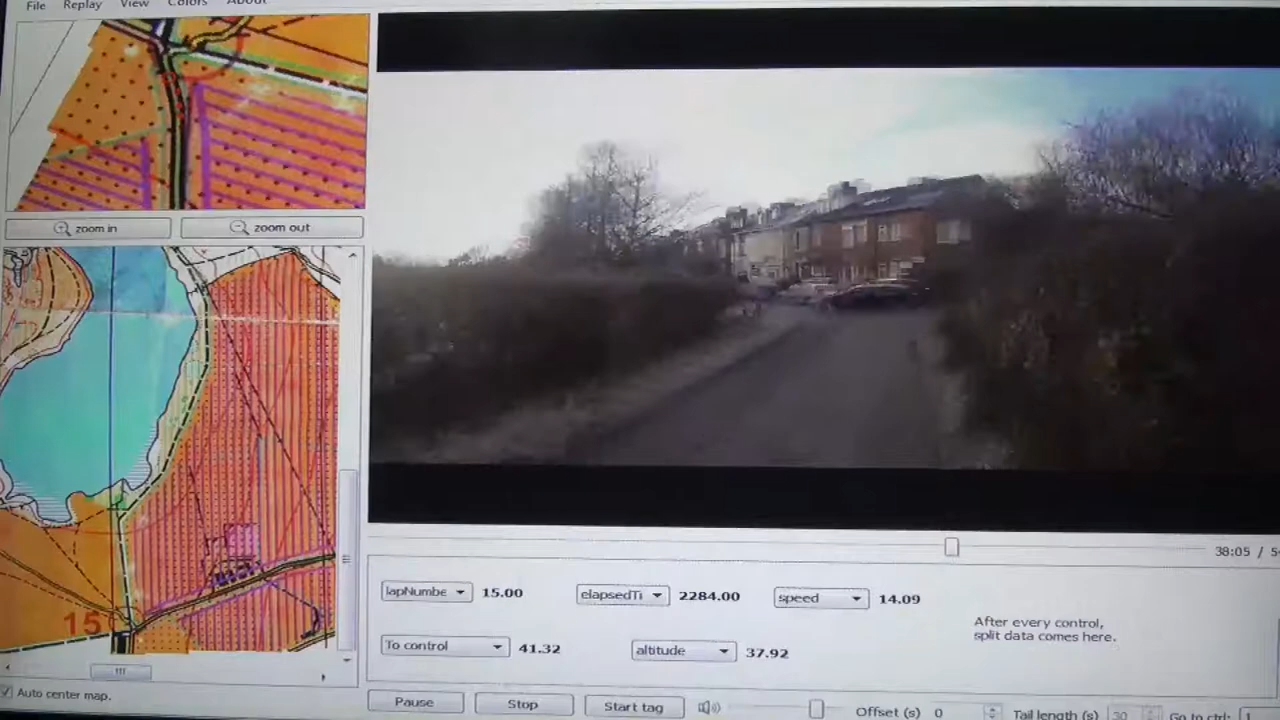 File Replay View Colors About
zoom in zoom out
15
Auto center map.
38:05 / 5
lapNumbe 15.00 elapsedTi 2284.00 speed 14.09
To control 41.32 altitude 37.92
After every control,
split data comes here.
Pause Stop Start tag Offset (s) 0 Tail length (s) 30 Go to ctrl: 1